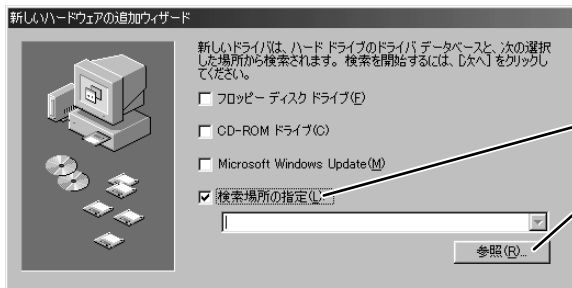 新しいハードウェアの追加ウィザード
新しいドライバは、ハード ドライブのドライバ データベースと、次の選択
した場所から検索されます。検索を開始するには、[次へ] をクリックし
てください。
フロッピー ディスク ドライブ(F)
CD-ROM ドライブ(C)
Microsoft Windows Update(M)
検索場所の指定(L):
参照(R)...